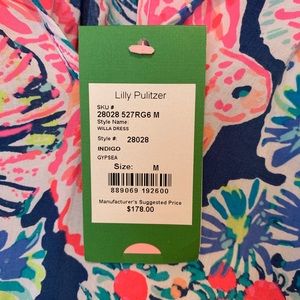 Lilly Pulitzer
SKU #
28028 527RG6 M
Style Name:
WILLA DRESS
Style #: 28028
INDIGO
GYPSEA
Size: M
889069 192600
Manufacturer's Suggested Price
$178.00